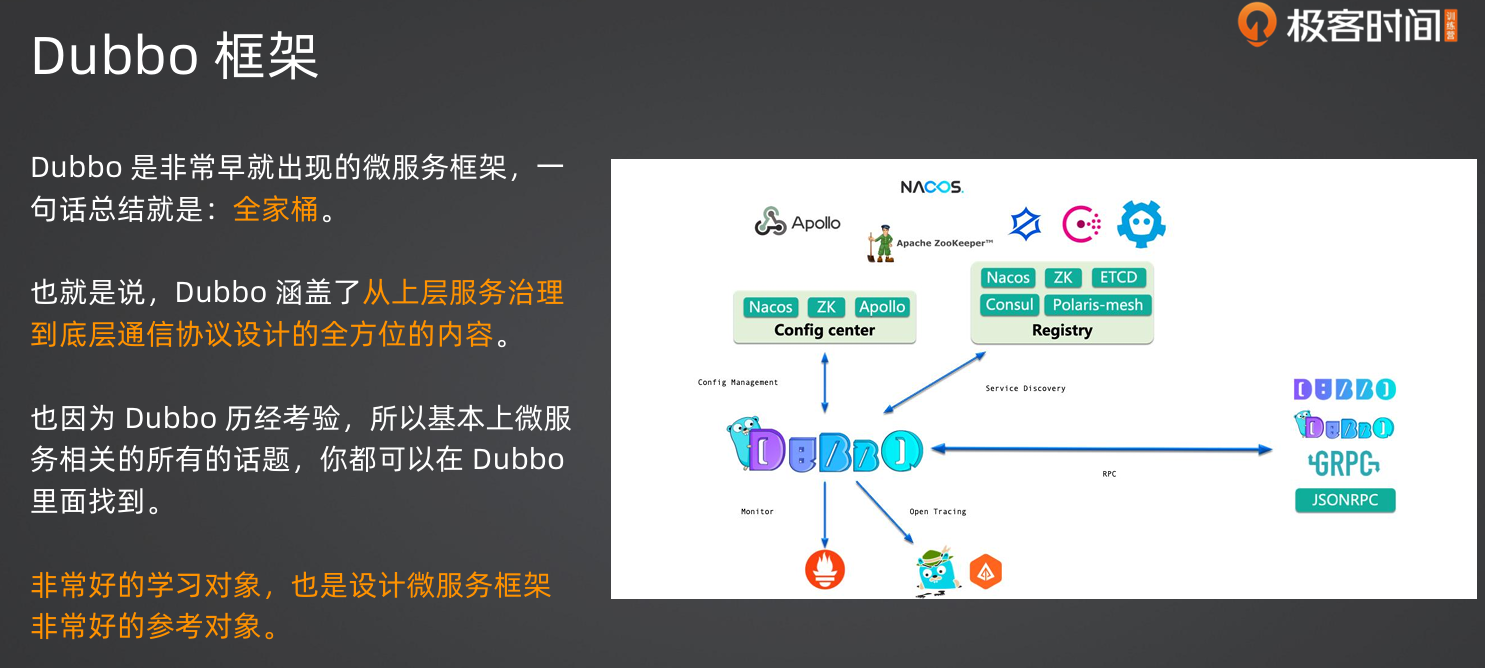 Dubbo 框架
极客时间 训练营
Dubbo 是非常早就出现的微服务框架，一
句话总结就是：全家桶。
也就是说，Dubbo 涵盖了从上层服务治理
到底层通信协议设计的全方位的内容。
也因为 Dubbo 历经考验，所以基本上微服
务相关的所有的话题，你都可以在 Dubbo
里面找到。
非常好的学习对象，也是设计微服务框架
非常好的参考对象。
NACOS.
Apollo
Apache ZooKeeper™
Nacos ZK Apollo
Config center
Nacos ZK ETCD
Consul Polaris-mesh
Registry
Config Management
Service Discovery
DUBBO
RPC
DUBBO
DUBBO
GRPC
JSONRPC
Monitor
Open Tracing